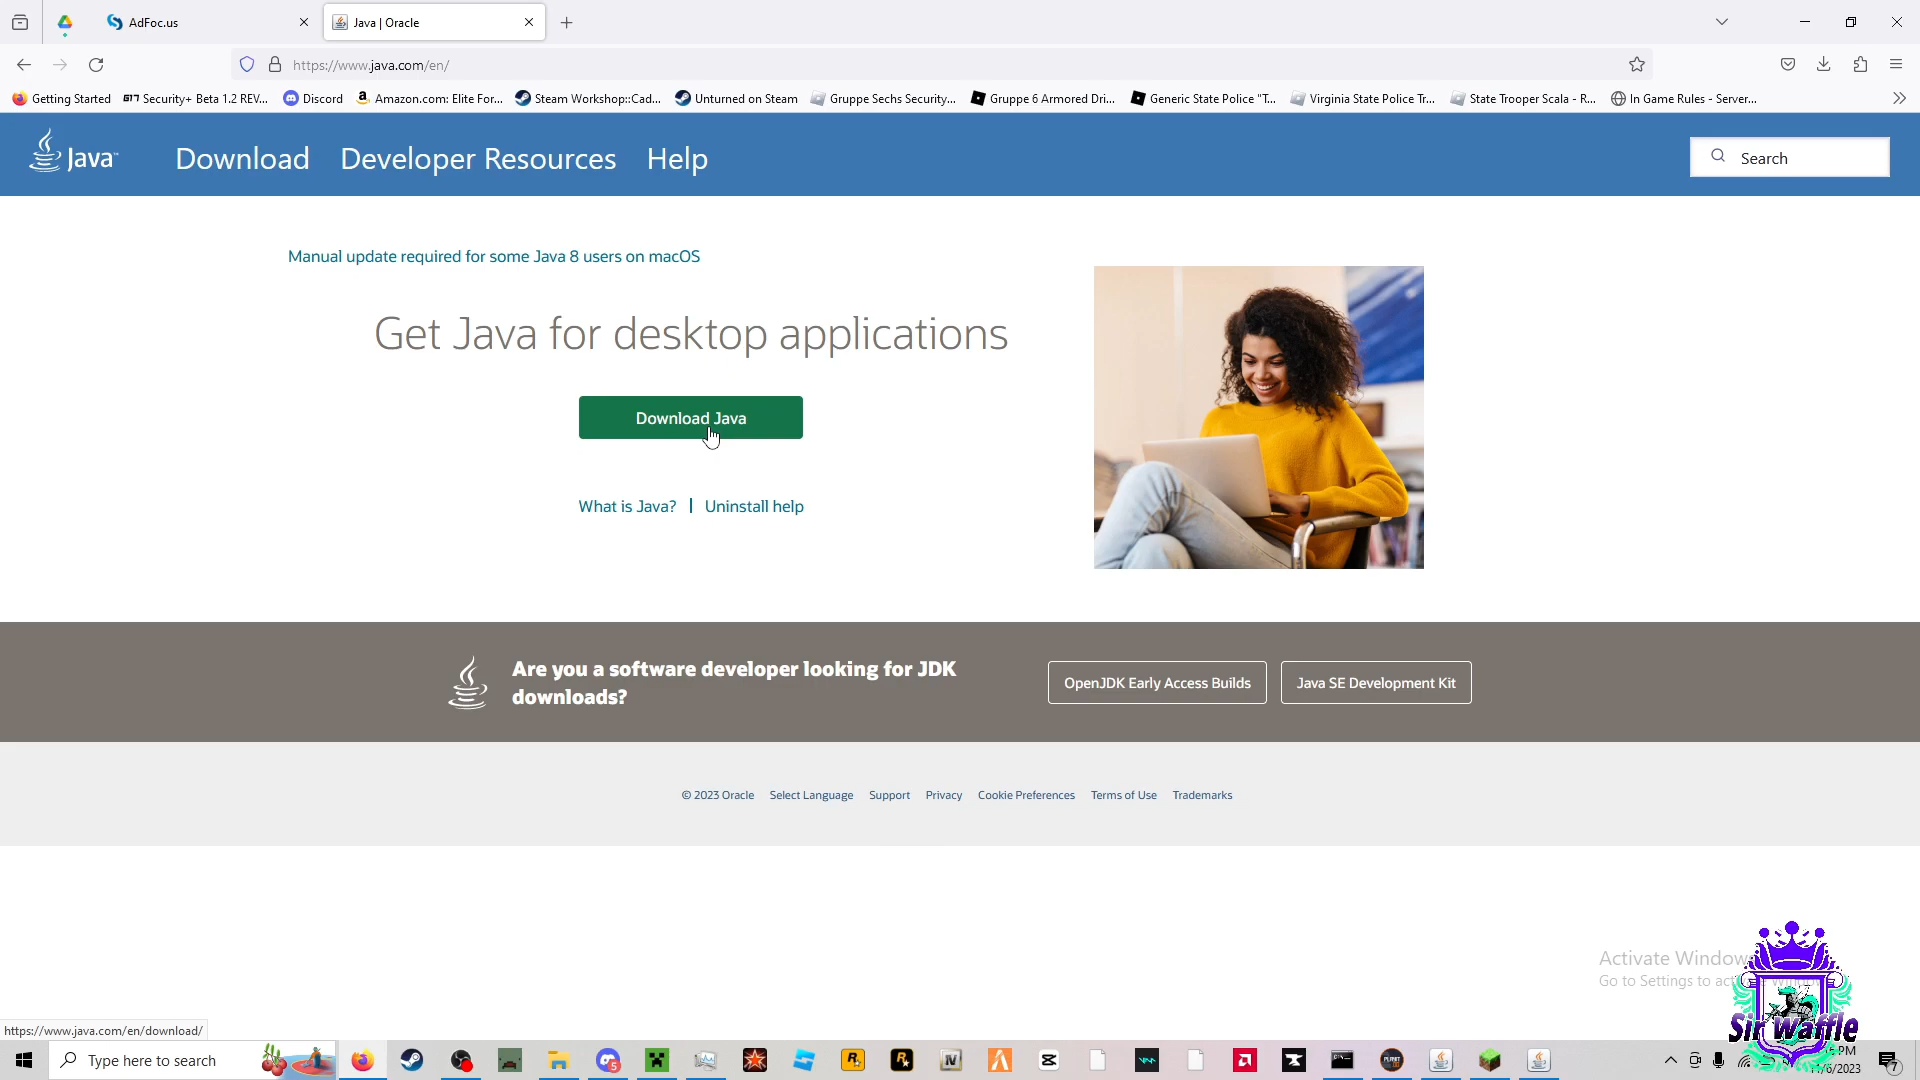 AdFoc.us
Java | Oracle
https://www.java.com/en/
Getting Started
Security+ Beta 1.2 REV...
Discord
Amazon.com: Elite For...
Steam Workshop::Cad...
Unturned on Steam
Gruppe Sechs Security...
Gruppe 6 Armored Dri...
Generic State Police "T...
Virginia State Police Tr...
State Trooper Scala - R...
In Game Rules - Server...
Java™
Download
Developer Resources
Help
Search
Manual update required for some Java 8 users on macOS
Get Java for desktop applications
Download Java
What is Java? | Uninstall help
Are you a software developer looking for JDK
downloads?
OpenJDK Early Access Builds
Java SE Development Kit
© 2023 Oracle Select Language Support Privacy Cookie Preferences Terms of Use Trademarks
Activate Window
Go to Settings to
Sir Waffle
https://www.java.com/en/download/
Type here to search
PM
/2023
7